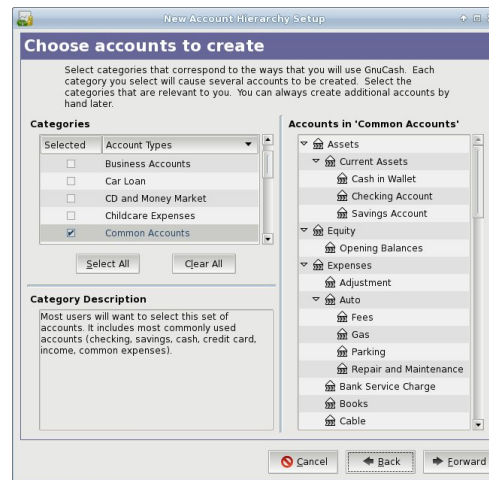 New Account Hierarchy Setup
Choose accounts to create
Select categories that correspond to the ways that you will use GnuCash. Each
category you select will cause several accounts to be created. Select the
categories that are relevant to you. You can always create additional accounts by
hand later.
Categories
Selected Account Types
Business Accounts
Car Loan
CD and Money Market
Childcare Expenses
Common Accounts
Select All Clear All
Category Description
Most users will want to select this set of
accounts. It includes most commonly used
accounts (checking, savings, cash, credit card,
income, common expenses).
Accounts in 'Common Accounts'
Assets
Current Assets
Cash in Wallet
Checking Account
Savings Account
Equity
Opening Balances
Expenses
Adjustment
Auto
Fees
Gas
Parking
Repair and Maintenance
Bank Service Charge
Books
Cable
Cancel Back Forward